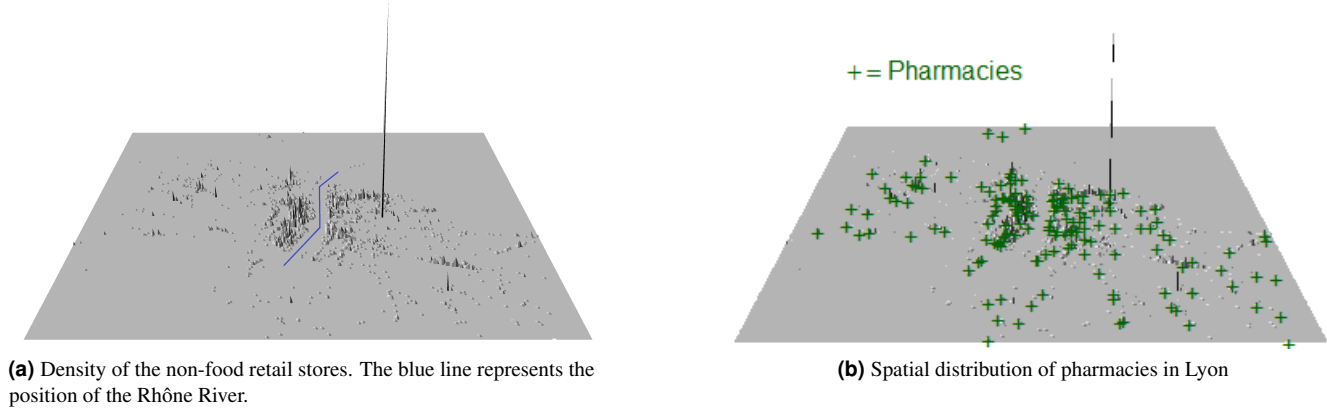 + = Pharmacies
(a) Density of the non-food retail stores. The blue line represents the
position of the Rhône River.
(b) Spatial distribution of pharmacies in Lyon